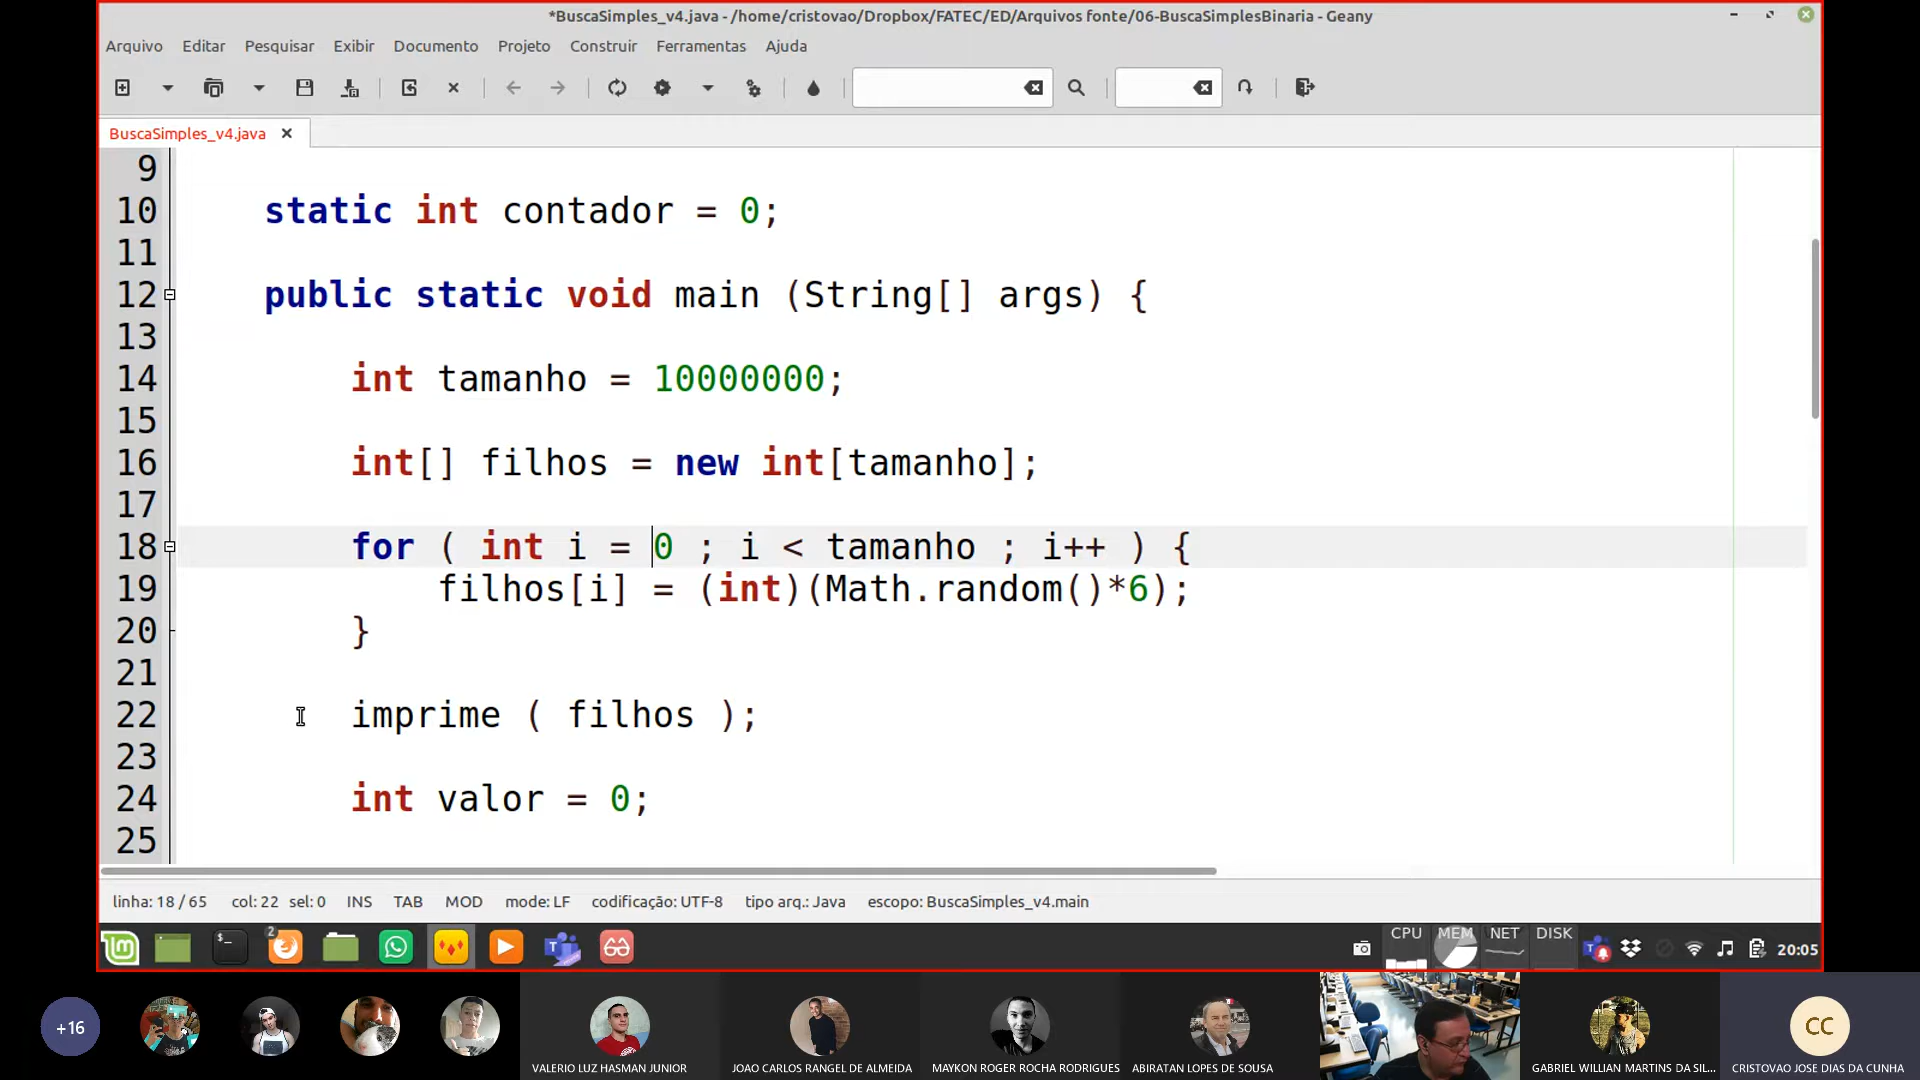 *BuscaSimples_v4.java - /home/cristovao/Dropbox/FATEC/ED/Arquivos fonte/06-BuscaSimplesBinaria - Geany
Arquivo Editar Pesquisar Exibir Documento Projeto Construir Ferramentas Ajuda
BuscaSimples_v4.java
9
10 static int contador = 0;
11
12 public static void main (String[] args) {
13
14 int tamanho = 10000000;
15
16 int[] filhos = new int[tamanho];
17
18 for ( int i = 0 ; i < tamanho ; i++ ) {
19 filhos[i] = (int)(Math.random()*6);
20 }
21
22 imprime ( filhos );
23
24 int valor = 0;
25
linha: 18 / 65 col: 22 sel: 0 INS TAB MOD mode: LF codificação: UTF-8 tipo arq.: Java escopo: BuscaSimples_v4.main
2 CPU MEM NET DISK 20:05
+16
VALERIO LUZ HASMAN JUNIOR
JOAO CARLOS RANGEL DE ALMEIDA
MAYKON ROGER ROCHA RODRIGUES
ABIRATAN LOPES DE SOUSA
GABRIEL WILLIAN MARTINS DA SIL...
CC
CRISTOVAO JOSE DIAS DA CUNHA